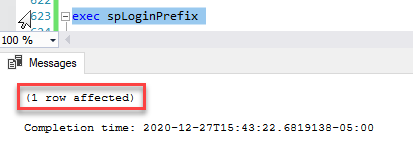 622
623 exec spLoginPrefix
624
100 %
Messages
(1 row affected)
Completion time: 2020-12-27T15:43:22.6819138-05:00